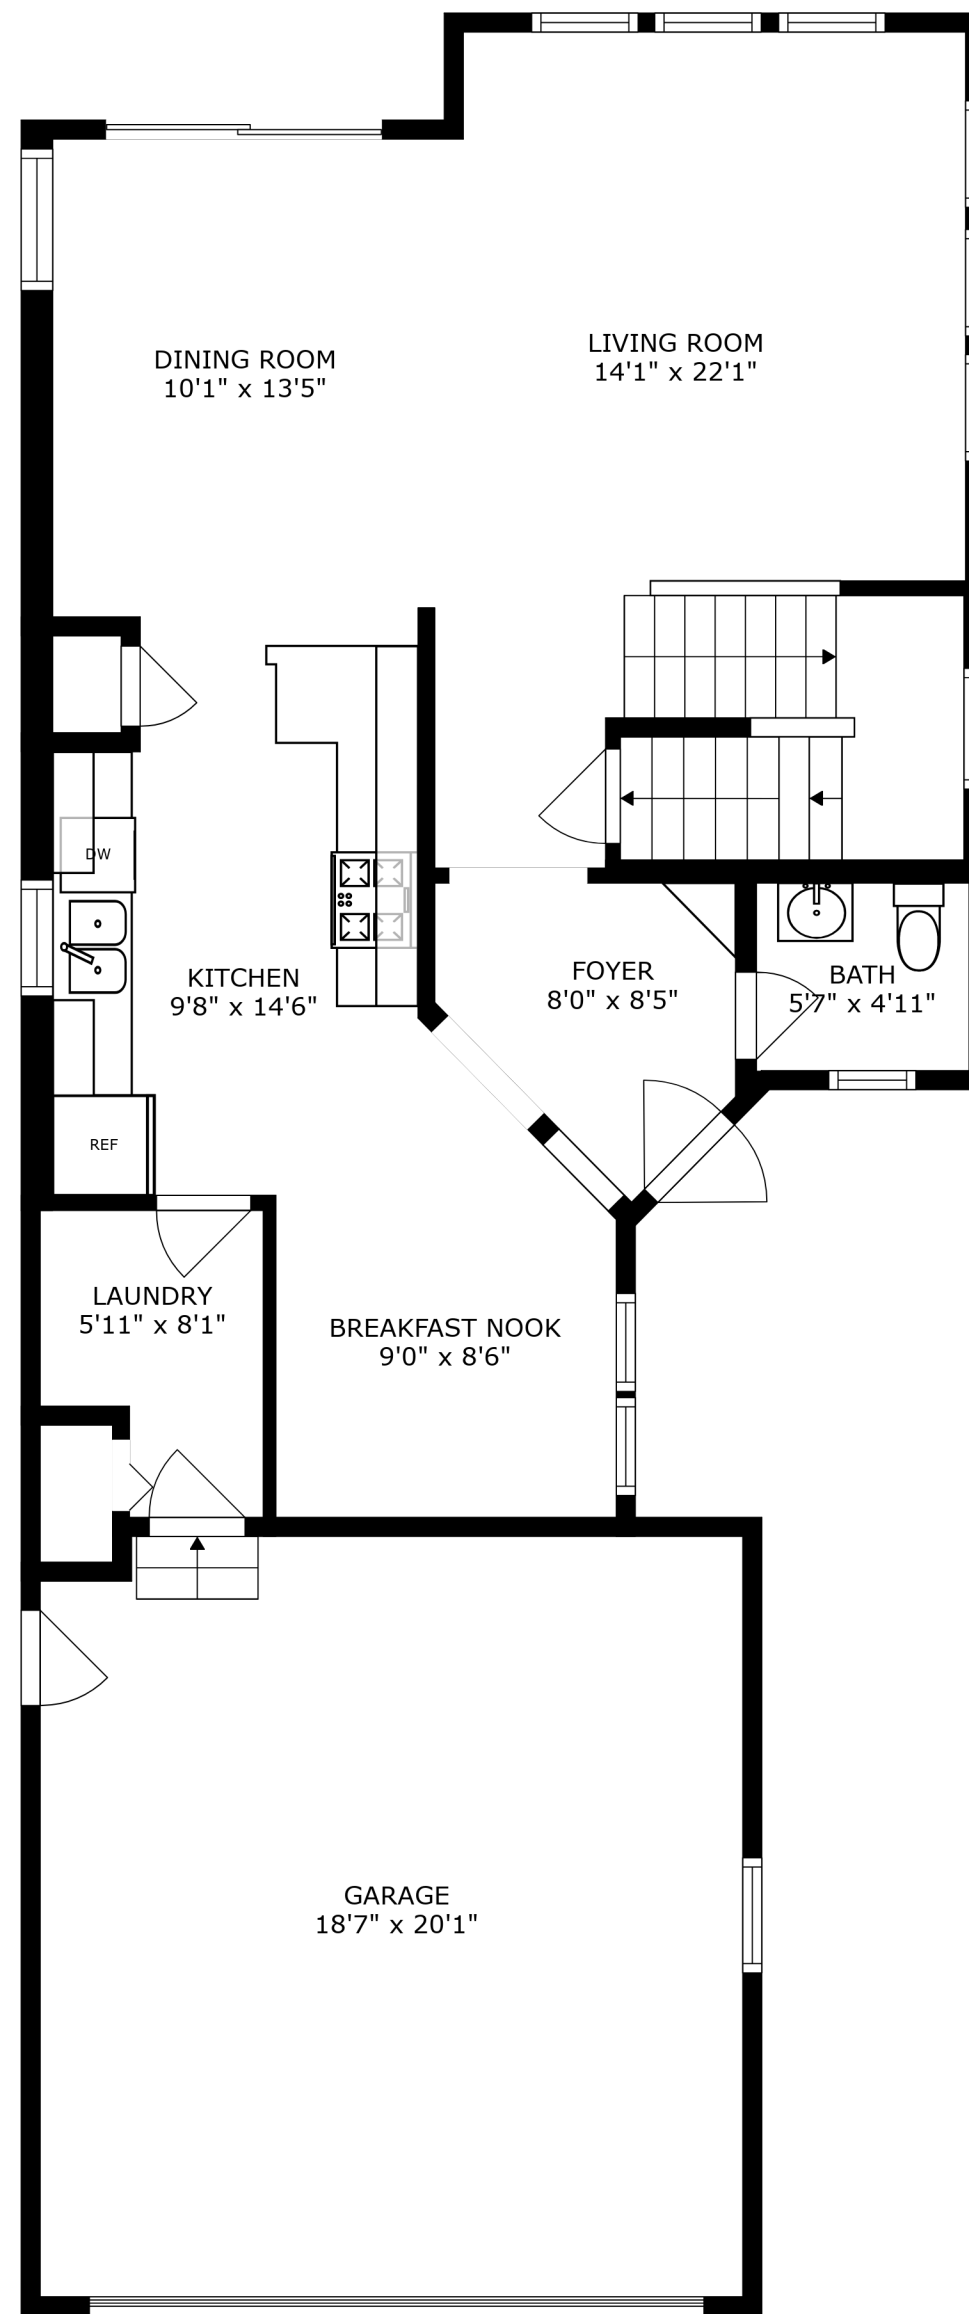 LIVING ROOM
14'1" x 22'1"
DINING ROOM
10'1" x 13'5"
DW
KITCHEN
9'8" x 14'6"
FOYER
8'0" x 8'5"
BATH
5'7" x 4'11"
REF
LAUNDRY
5'11" x 8'1"
BREAKFAST NOOK
9'0" x 8'6"
GARAGE
18'7" x 20'1"